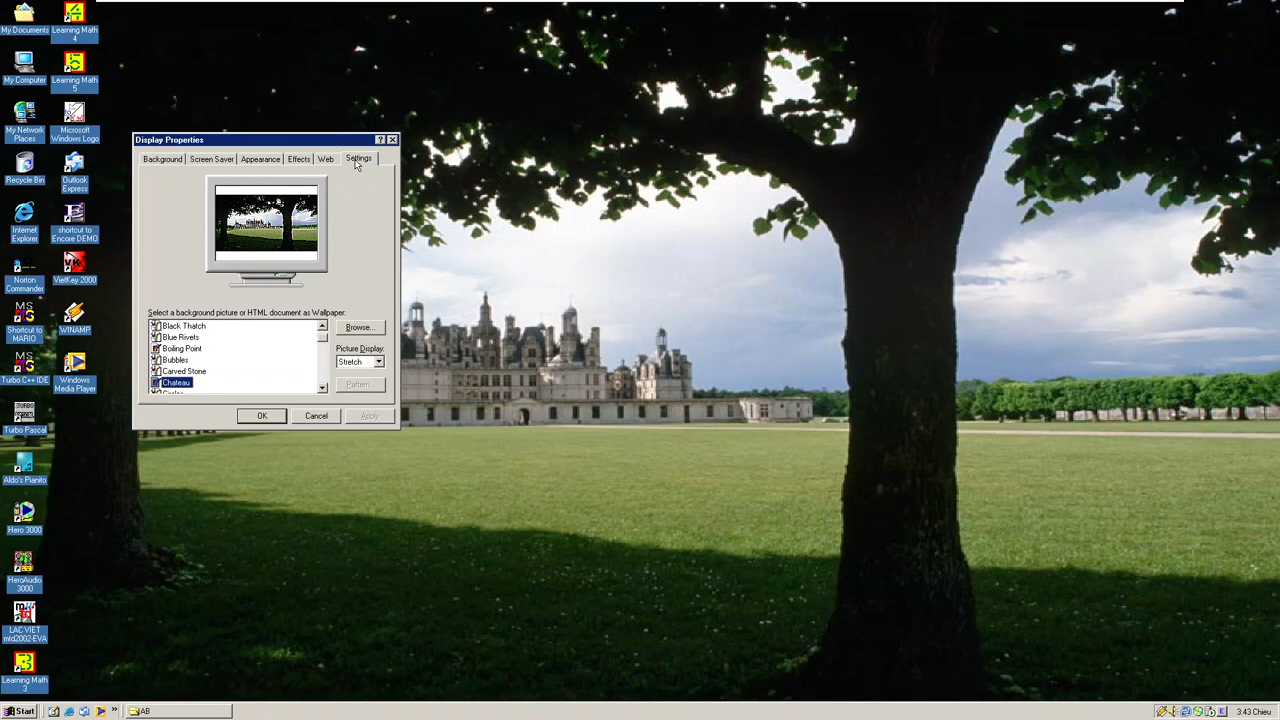 My Documents
Learning Math
4
My Computer
Learning Math
5
My Network
Places
Microsoft
Windows Logo
Recycle Bin
Outlook
Express
Internet
Explorer
shortcut to
Encore DEMO
Norton
Commander
VietKey 2000
Shortcut to
MARIO
WINAMP
Turbo C++ IDE
Windows
Media Player
Turbo Pascal
Aldo's Pianito
Hero 3000
HeroAudio
3000
LAC VIET
mtd2002-EVA
Learning Math
3
Display Properties
Background
Screen Saver
Appearance
Effects
Web
Settings
Select a background picture or HTML document as Wallpaper:
Black Thatch
Blue Rivets
Boiling Point
Bubbles
Carved Stone
Chateau
Browse...
Picture Display:
Stretch
Pattern...
OK
Cancel
Apply
Start
AB
3:43 Chieu